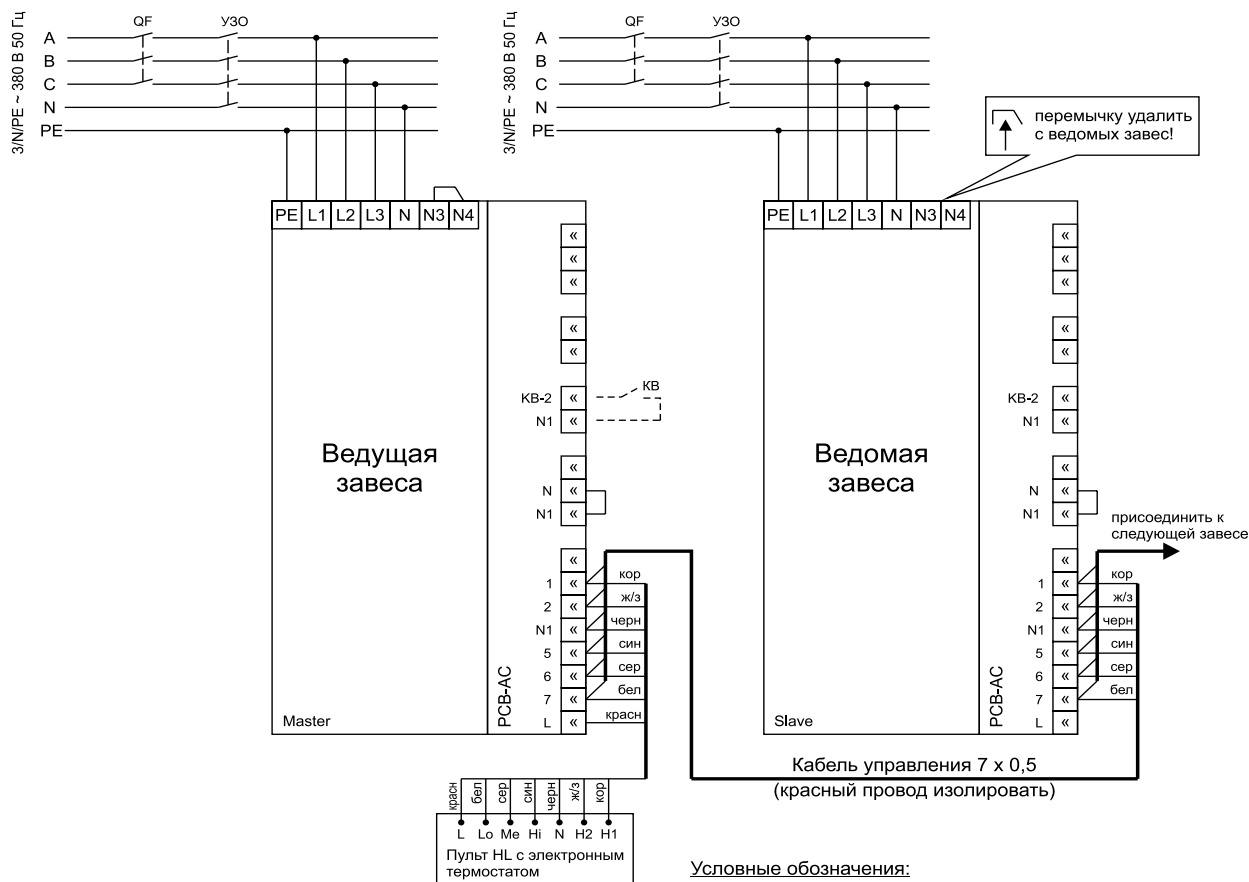 3/N/PE ~ 380 В 50 Гц
QF
УЗО
A
B
C
N
PE
3/N/PE ~ 380 В 50 Гц
QF
УЗО
A
B
C
N
PE
перемычку удалить
с ведомых завес!
PE L1 L2 L3 N N3 N4
PE L1 L2 L3 N N3 N4
«
«
«
«
«
КВ-2 «
КВ
N1 «
Ведущая
завеса
«
N «
N1 «
«
1 « кор
2 « ж/з
N1 « черн
5 « син
6 « сер
7 « бел
L « красн
PCB-AC
Master
«
«
«
«
«
КВ-2 «
N1 «
Ведомая
завеса
«
N «
N1 «
присоединить к
следующей завесе
«
1 « кор
2 « ж/з
N1 « черн
5 « син
6 « сер
7 « бел
L «
PCB-AC
Slave
Кабель управления 7 x 0,5
(красный провод изолировать)
красн бел сер син черн ж/з кор
L Lo Me Hi N H2 H1
Пульт HL с электронным
термостатом
Условные обозначения: